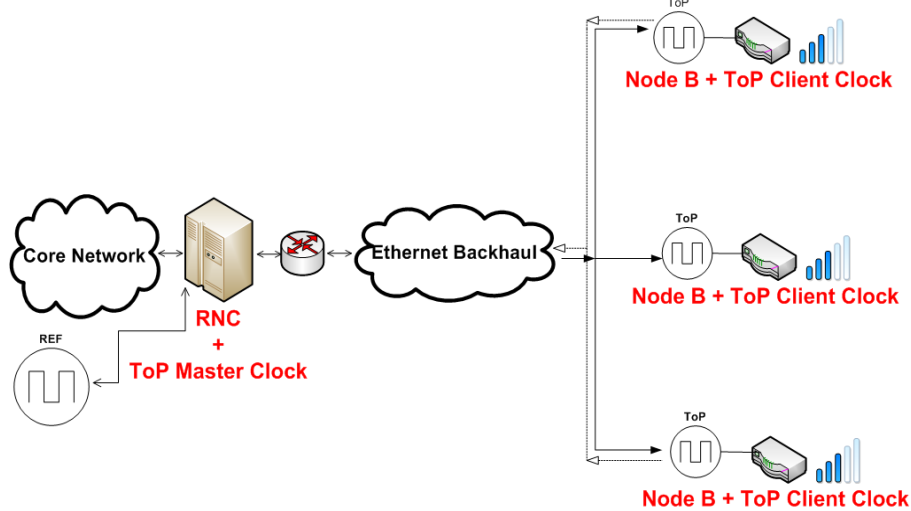 ToP
Node B + ToP Client Clock
Core Network
Ethernet Backhaul
ToP
Node B + ToP Client Clock
RNC
+
ToP Master Clock
REF
ToP
Node B + ToP Client Clock